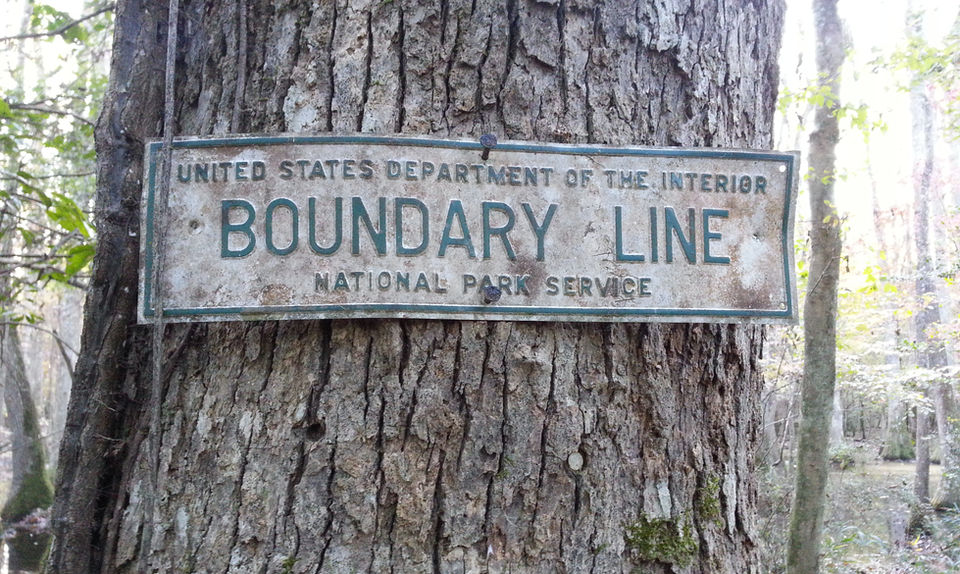 UNITED STATES DEPARTMENT OF THE INTERIOR
BOUNDARY LINE
NATIONAL PARK SERVICE